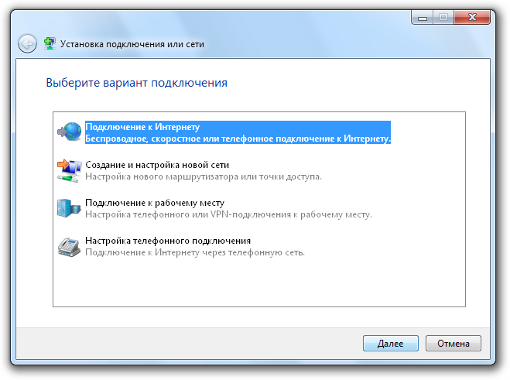 Установка подключения или сети
Выберите вариант подключения
Подключение к Интернету
Беспроводное, скоростное или телефонное подключение к Интернету.
Создание и настройка новой сети
Настройка нового маршрутизатора или точки доступа.
Подключение к рабочему месту
Настройка телефонного или VPN-подключения к рабочему месту.
Настройка телефонного подключения
Подключение к Интернету через телефонную сеть.
Далее Отмена